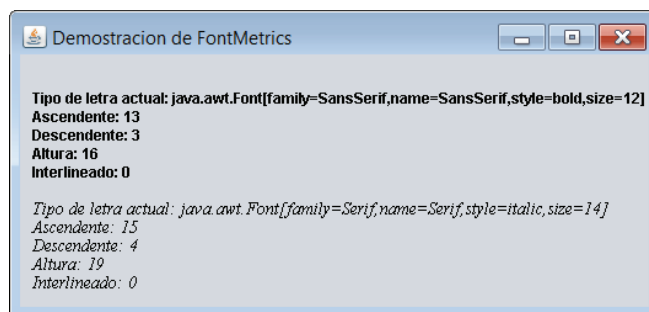 Demostracion de FontMetrics
Tipo de letra actual: java.awt.Font[family=SansSerif,name=SansSerif,style=bold,size=12]
Ascendente: 13
Descendente: 3
Altura: 16
Interlineado: 0
Tipo de letra actual: java.awt.Font[family=Serif,name=Serif,style=italic,size=14]
Ascendente: 15
Descendente: 4
Altura: 19
Interlineado: 0